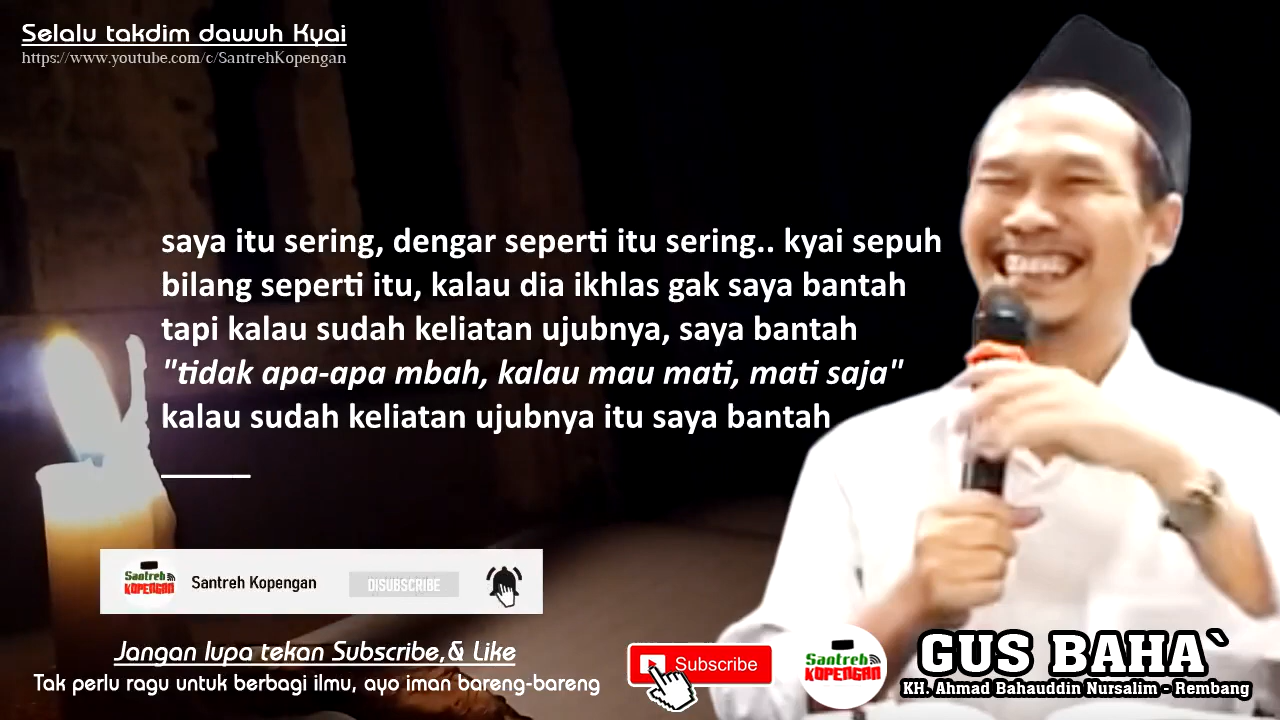 Selalu takdim dawuh Kyai
https://www.youtube.com/c/SantrehKopengan
saya itu sering, dengar seperti itu sering.. kyai sepuh
bilang seperti itu, kalau dia ikhlas gak saya bantah
tapi kalau sudah keliatan ujubnya, saya bantah
"tidak apa-apa mbah, kalau mau mati, mati saja"
kalau sudah keliatan ujubnya itu saya bantah
Santreh
KOPENGAN
Santreh Kopengan
DISUBSCRIBE
Jangan lupa tekan Subscribe,& Like
Tak perlu ragu untuk berbagi ilmu, ayo iman bareng-bareng
Subscribe
Santreh
KOPENGAN
GUS BAHA`
KH. Ahmad Bahauddin Nursalim - Rembang